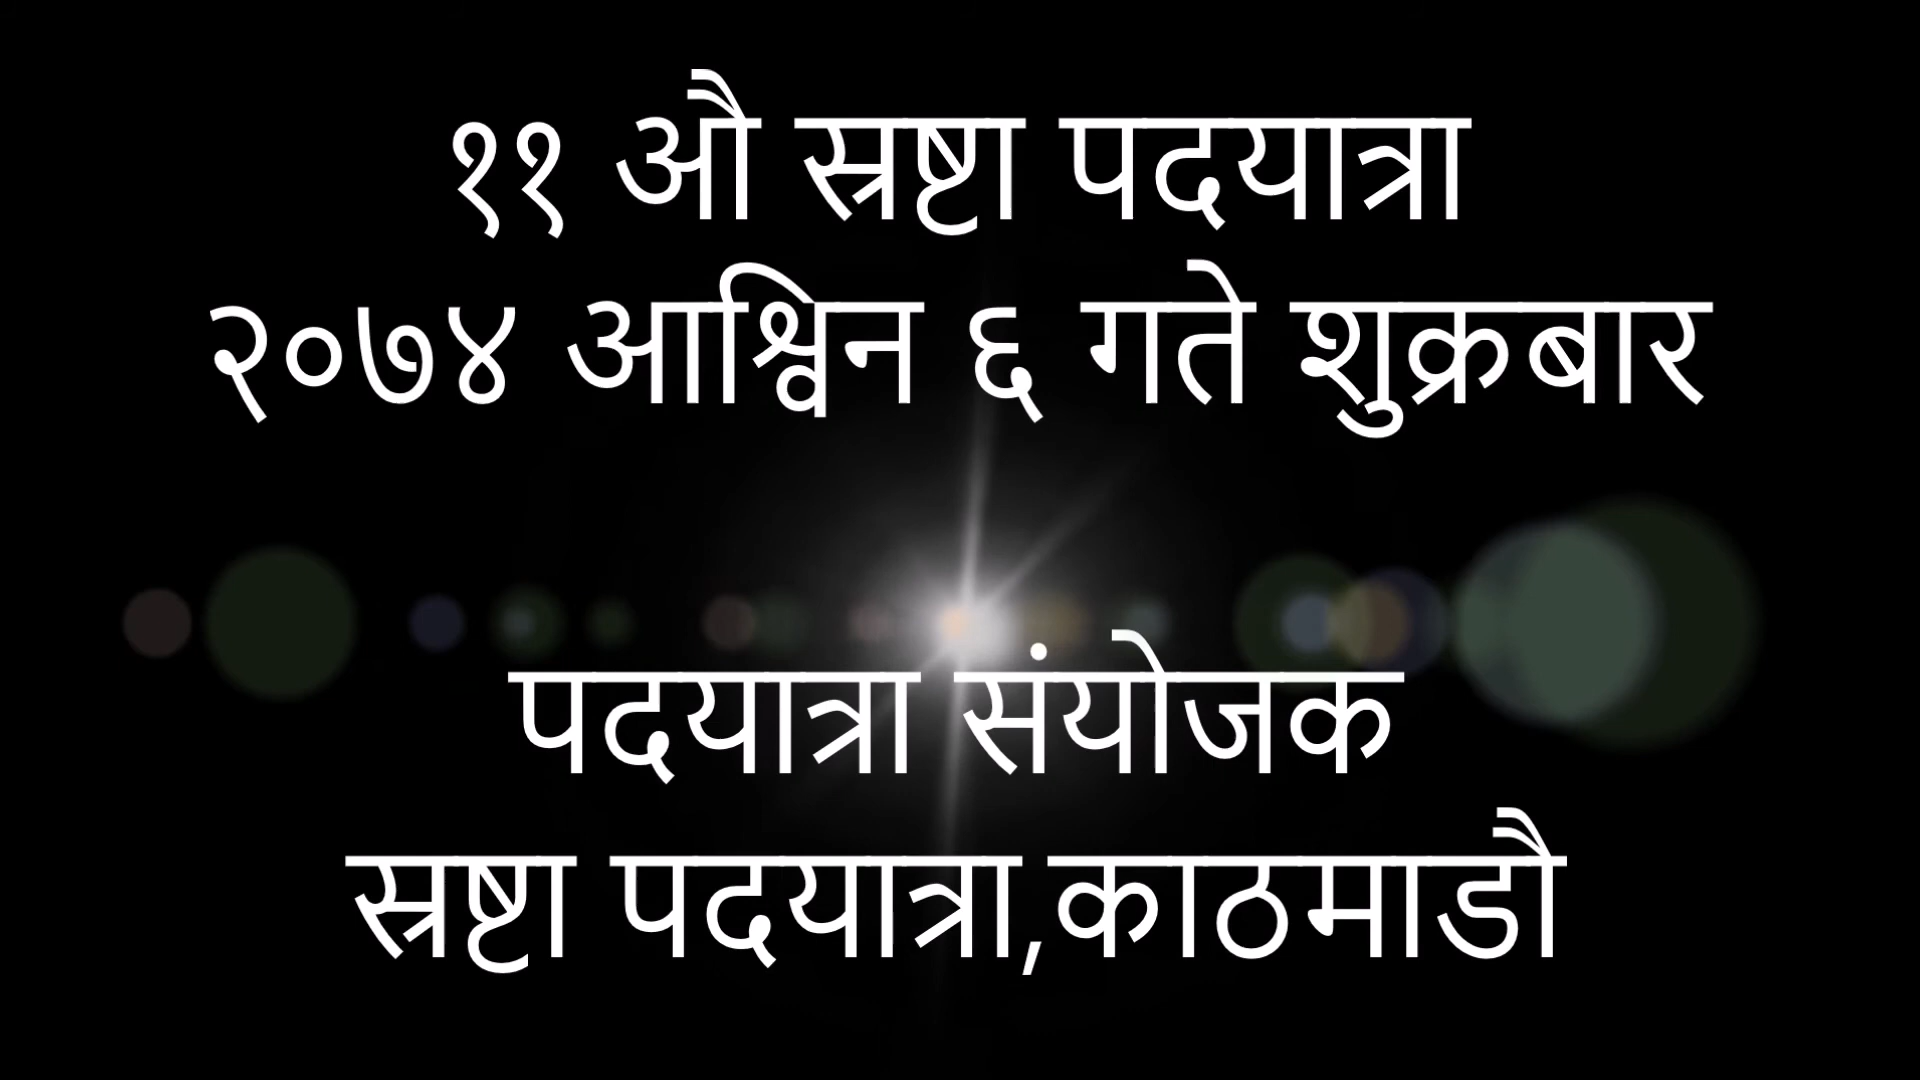 ११ औ स्रष्टा पदयात्रा
२०७४ आश्विन ६ गते शुक्रबार
पदयात्रा संयोजक
स्रष्टा पदयात्रा,काठमाडौ